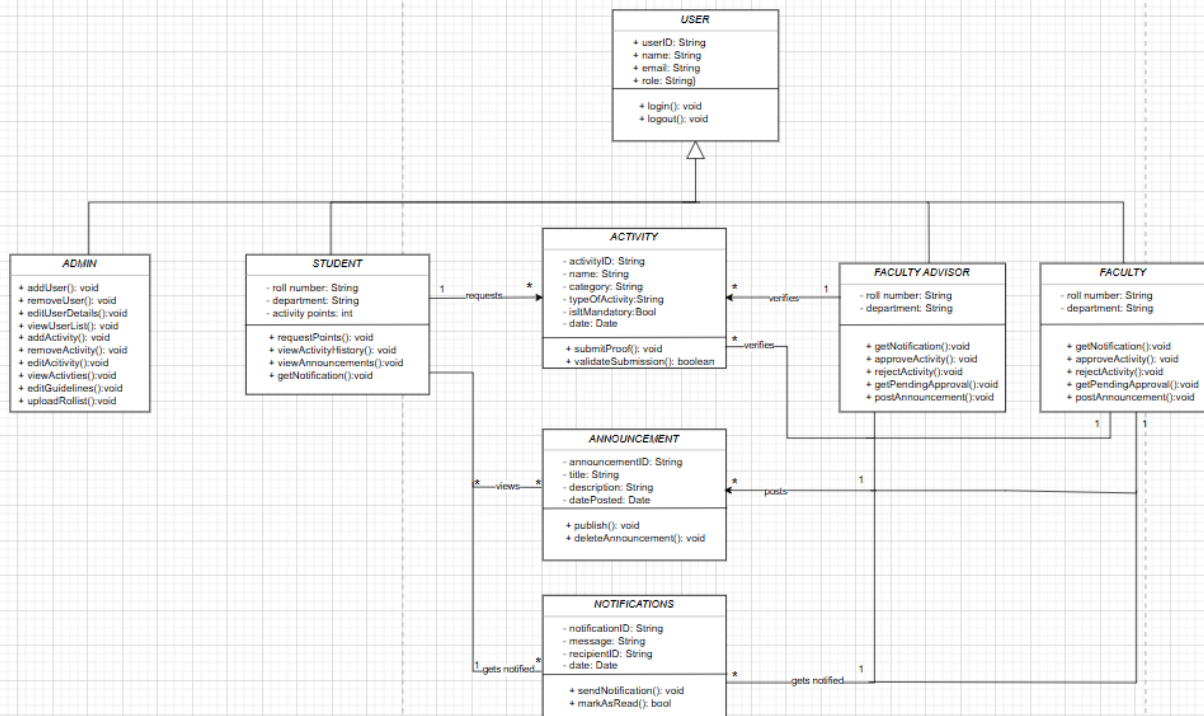 USER
+ userID: String
+ name: String
+ email: String
+ role: String}
+ login(): void
+ logout(): void
ADMIN
+ addUser(): void
+ removeUser(): void
+ editUserDetails():void
+ viewUserList(): void
+ addActivity(): void
+ removeActivity(): void
+ editAcitivity(): void
+ viewActivties(): void
+ editGuidelines():void
+ uploadRollist():void
STUDENT
- roll number: String
- department: String
- activity points: int
+ requestPoints(): void
+ viewActivityHistory(): void
+ viewAnnouncements(): void
+ getNotification():void
1
requests
*
ACTIVITY
- activityID: String
- name: String
- category: String
- typeOfActivity:String
- isItMandatory:Bool
- date: Date
+ submitProof(): void
+ validateSubmission(): boolean
*
verifies
1
*
verifies
FACULTY ADVISOR
- roll number: String
- department: String
+ getNotification():void
+ approveActivity(): void
+ rejectActivity(): void
+ getPendingApproval():void
+ postAnnouncement():void
FACULTY
- roll number: String
- department: String
+ getNotification():void
+ approveActivity(): void
+ rejectActivity(): void
+ getPendingApproval():void
+ postAnnouncement():void
1
1
ANNOUNCEMENT
- announcementID: String
- title: String
- description: String
- datePosted: Date
+ publish(): void
+ deleteAnnouncement(): void
*
views
*
*
posts
1
NOTIFICATIONS
- notificationID: String
- message: String
- recipientID: String
- date: Date
+ sendNotification(): void
+ markAsRead(): bool
1
gets notified
*
*
gets notified
1